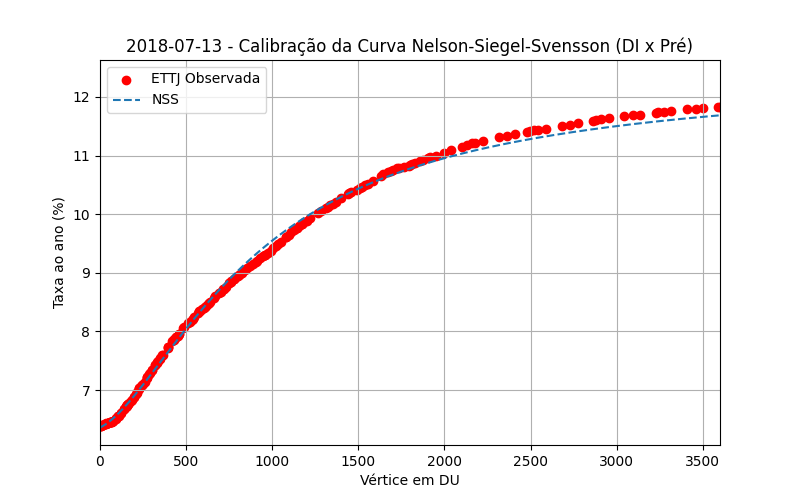 2018-07-13 - Calibração da Curva Nelson-Siegel-Svensson (DI x Pré)
ETTJ Observada
NSS
Taxa ao ano (%)
12
11
10
9
8
7
0 500 1000 1500 2000 2500 3000 3500
Vértice em DU